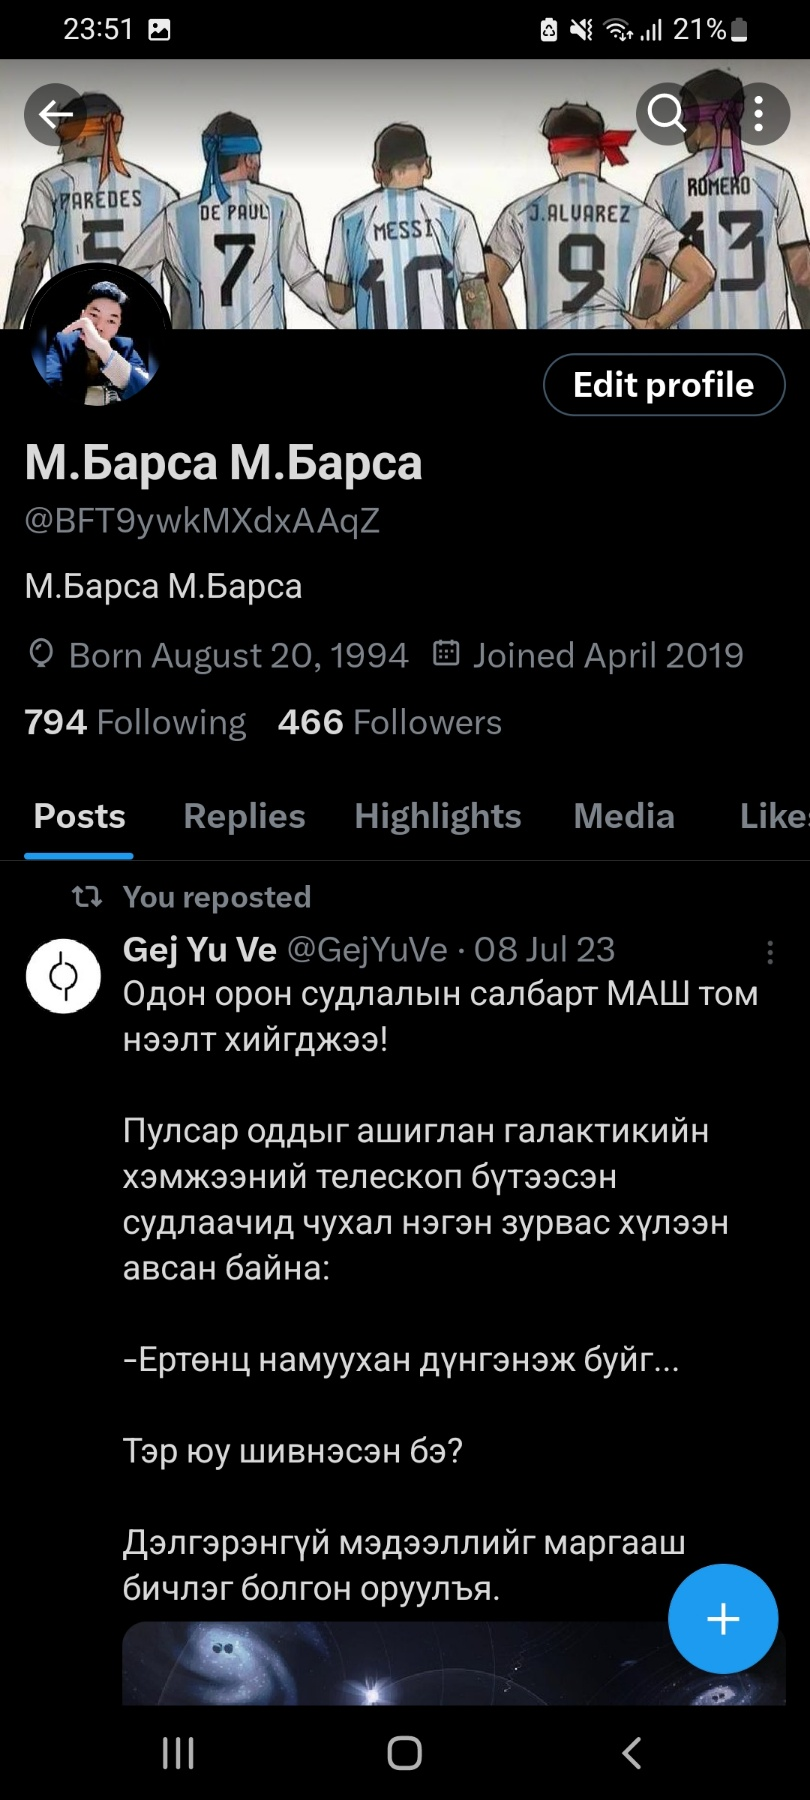 23:51
21%
PAREDES
5
DE PAUL
7
MESSI
10
J.ALVAREZ
9
ROMERO
13
Edit profile
М.Барса М.Барса
@BFT9ywkMXdxAAqZ
М.Барса М.Барса
Born August 20, 1994 Joined April 2019
794 Following 466 Followers
Posts Replies Highlights Media Likes
You reposted
Gej Yu Ve @GejYuVe · 08 Jul 23
Одон орон судлалын салбарт МАШ том
нээлт хийгджээ!
Пулсар оддыг ашиглан галактикийн
хэмжээний телескоп бүтээсэн
судлаачид чухал нэгэн зурвас хүлээн
авсан байна:
-Ертөнц намуухан дүнгэнэж буйг...
Тэр юу шивнэсэн бэ?
Дэлгэрэнгүй мэдээллийг маргааш
бичлэг болгон оруулъя.